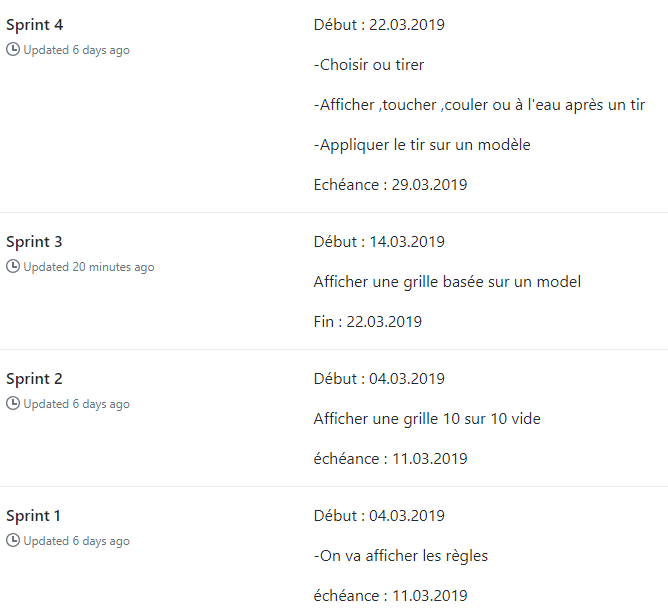 Sprint 4
Updated 6 days ago
Début : 22.03.2019
-Choisir ou tirer
-Afficher ,toucher ,couler ou à l'eau après un tir
-Appliquer le tir sur un modèle
Echéance : 29.03.2019
Sprint 3
Updated 20 minutes ago
Début : 14.03.2019
Afficher une grille basée sur un model
Fin : 22.03.2019
Sprint 2
Updated 6 days ago
Début : 04.03.2019
Afficher une grille 10 sur 10 vide
échéance : 11.03.2019
Sprint 1
Updated 6 days ago
Début : 04.03.2019
-On va afficher les règles
échéance : 11.03.2019